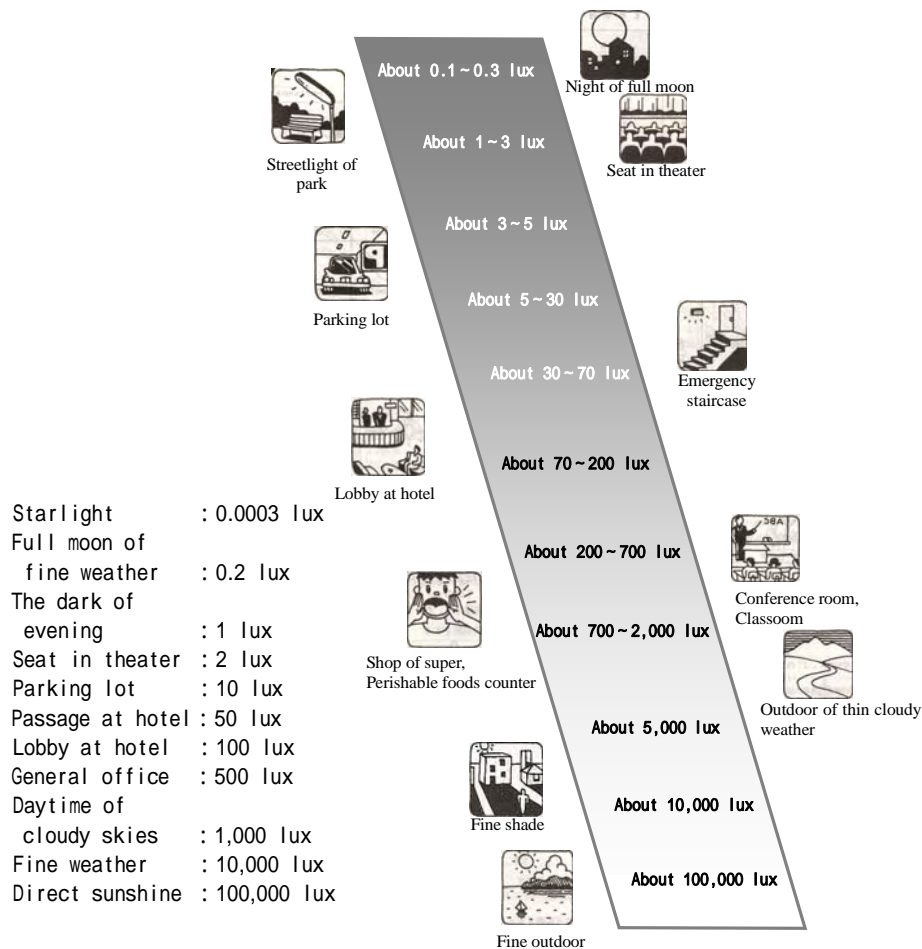 About 0.1~0.3 lux
Night of full moon
Streetlight of
park
About 1~3 lux
Seat in theater
About 3~5 lux
Parking lot
About 5~30 lux
About 30~70 lux
Emergency
staircase
About 70~200 lux
Lobby at hotel
About 200~700 lux
Conference room,
Classoom
About 700~2,000 lux
Shop of super,
Perishable foods counter
Outdoor of thin cloudy
weather
About 5,000 lux
Fine shade
About 10,000 lux
About 100,000 lux
Fine outdoor
Starlight : 0.0003 lux
Full moon of
fine weather : 0.2 lux
The dark of
evening : 1 lux
Seat in theater : 2 lux
Parking lot : 10 lux
Passage at hotel : 50 lux
Lobby at hotel : 100 lux
General office : 500 lux
Daytime of
cloudy skies : 1,000 lux
Fine weather : 10,000 lux
Direct sunshine : 100,000 lux